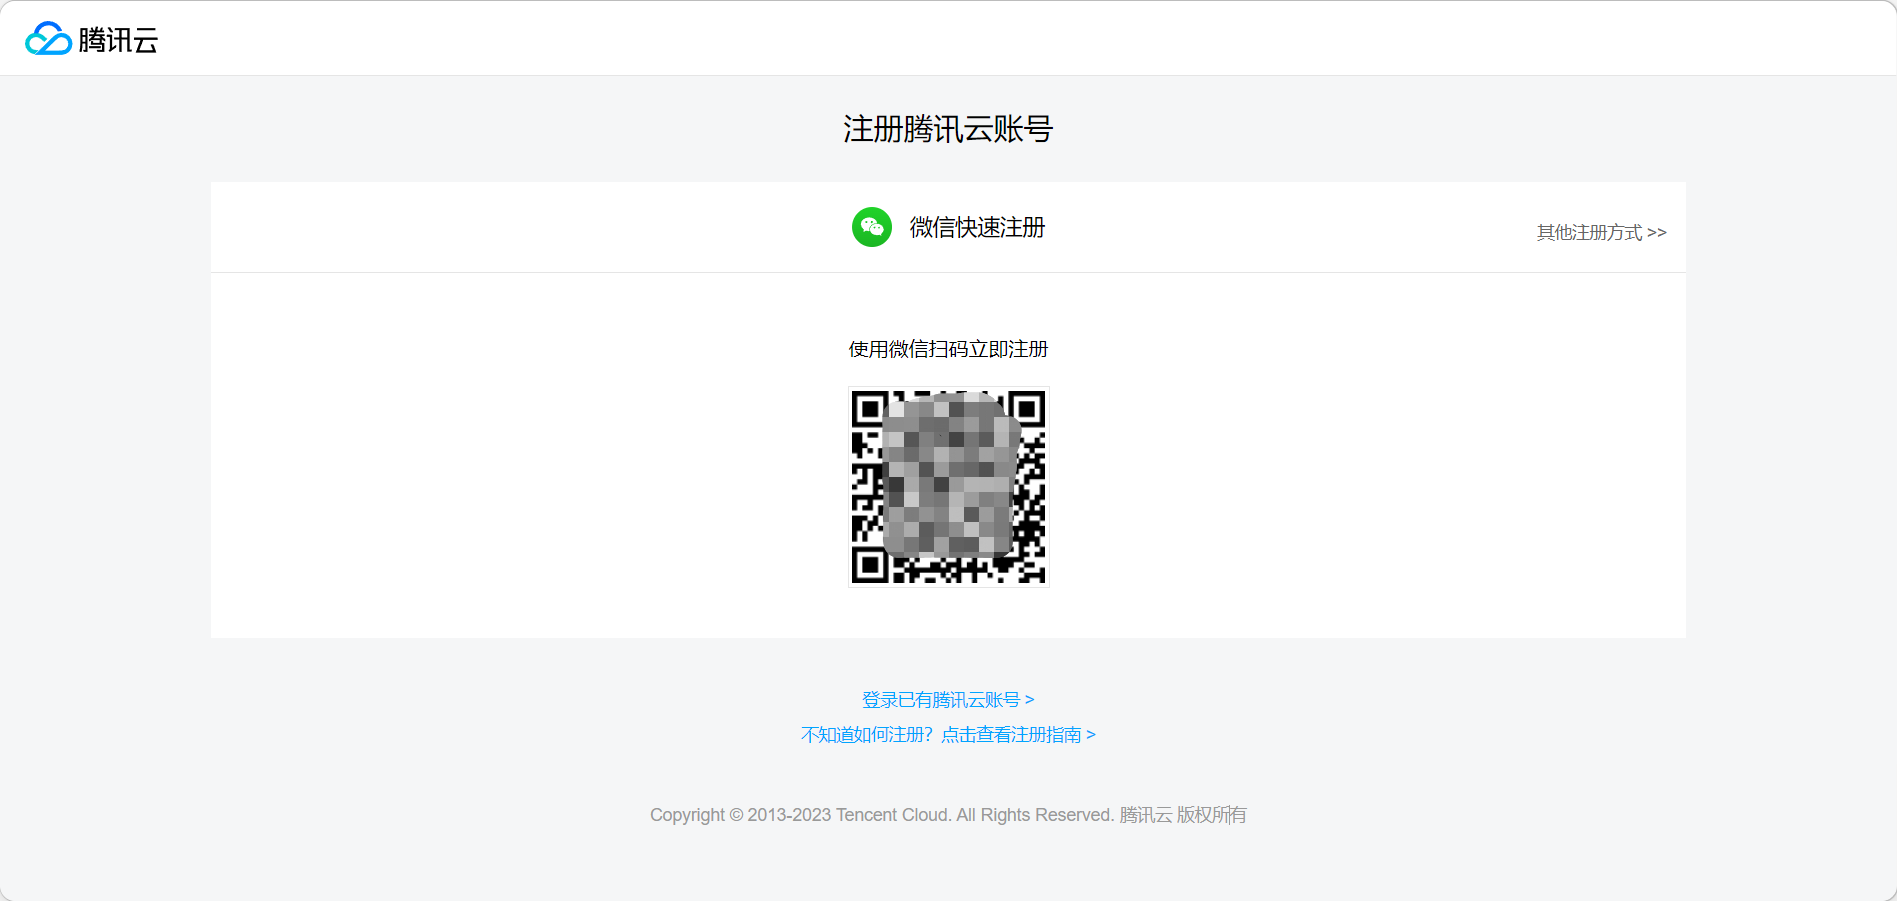 腾讯云
注册腾讯云账号
微信快速注册
其他注册方式 >>
使用微信扫码立即注册
登录已有腾讯云账号 >
不知道如何注册？点击查看注册指南 >
Copyright © 2013-2023 Tencent Cloud. All Rights Reserved. 腾讯云 版权所有